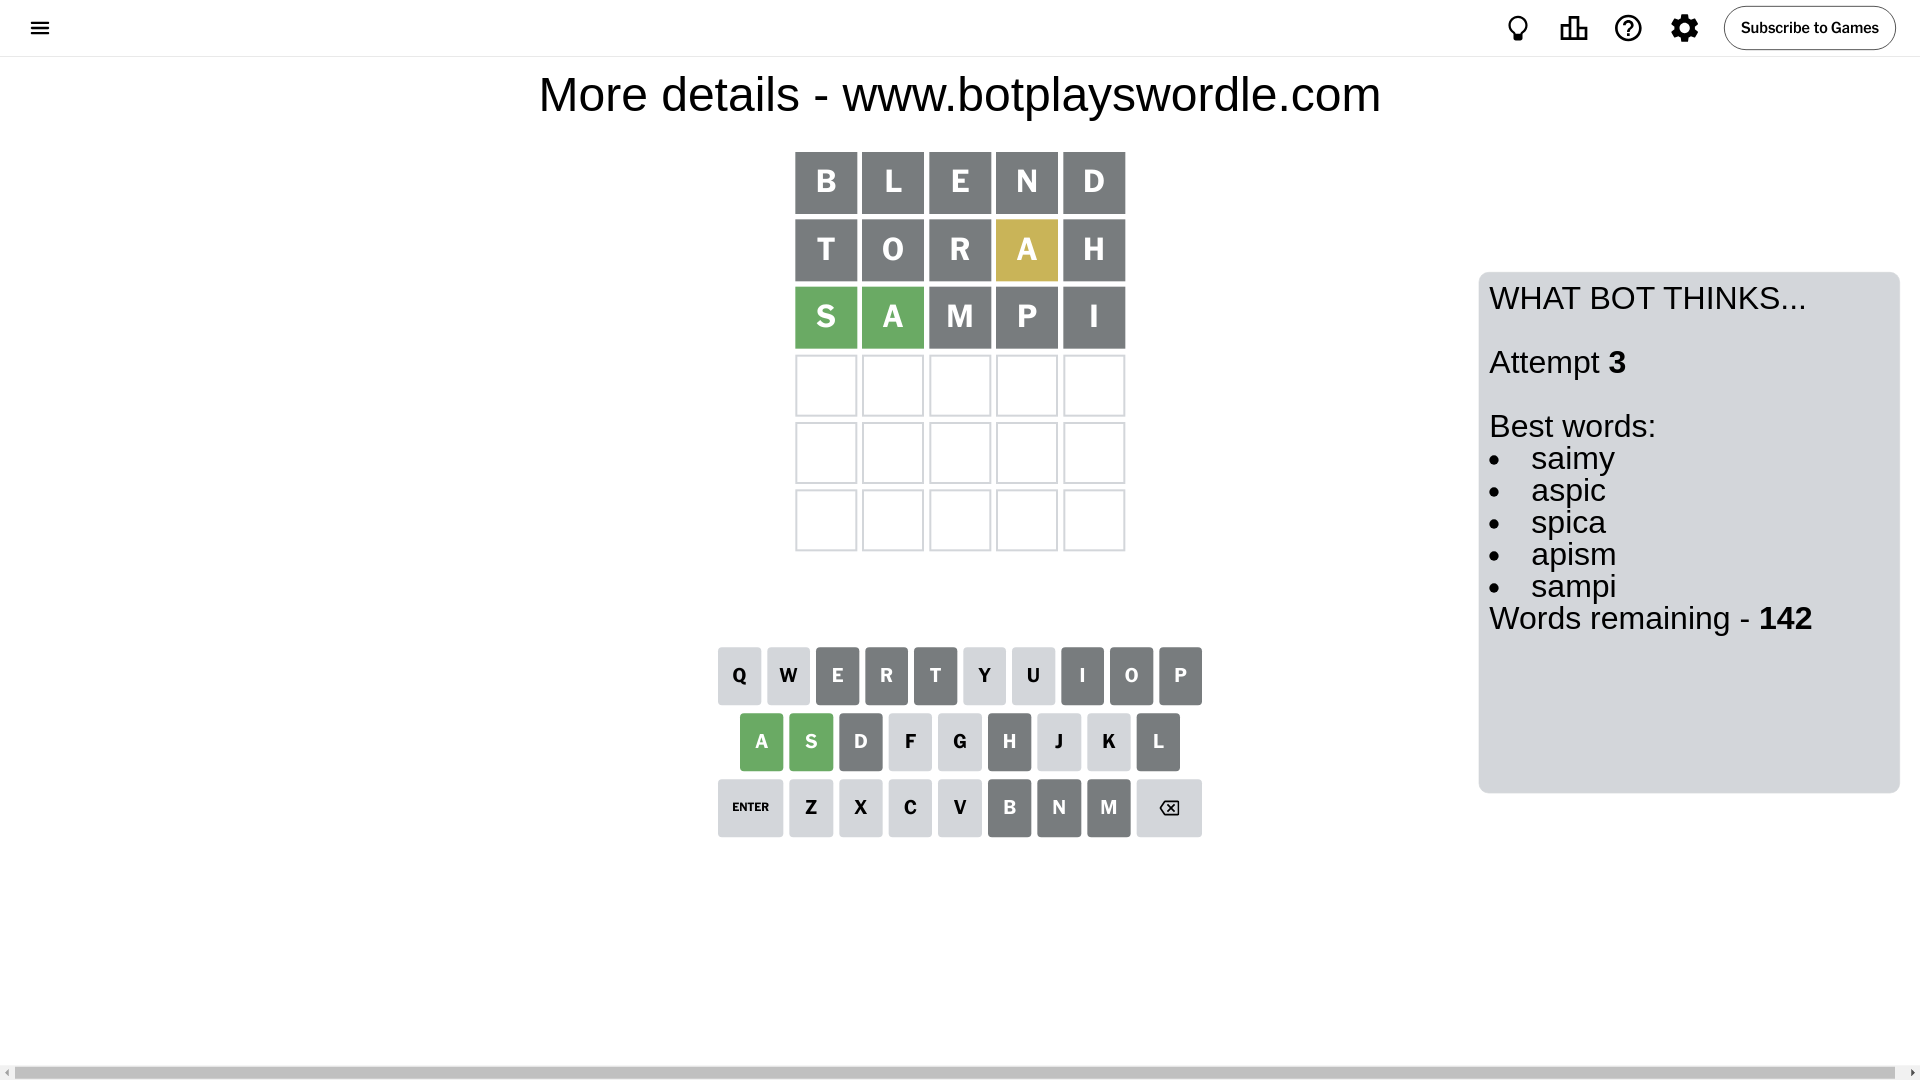 Subscribe to Games
More details - www.botplayswordle.com
B L E N D
T O R A H
S A M P I
WHAT BOT THINKS...
Attempt 3
Best words:
• saimy
• aspic
• spica
• apism
• sampi
Words remaining - 142
Q W E R T Y U I O P
A S D F G H J K L
ENTER Z X C V B N M